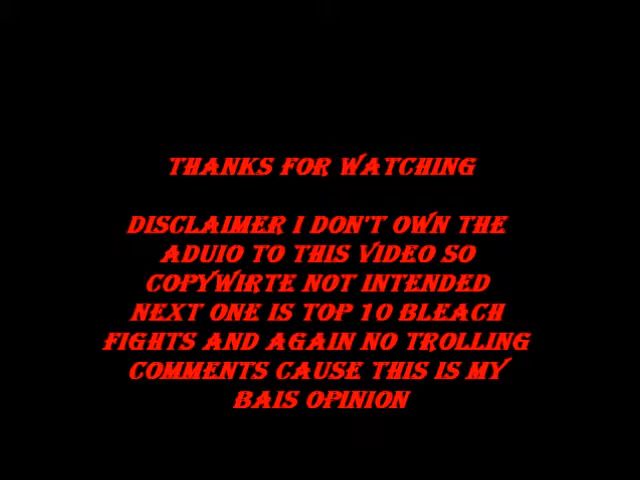 THANKS FOR WATCHING
DISCLAIMER I DON'T OWN THE
ADUIO TO THIS VIDEO SO
COPYWIRTE NOT INTENDED
NEXT ONE IS TOP 10 BLEACH
FIGHTS AND AGAIN NO TROLLING
COMMENTS CAUSE THIS IS MY
BAIS OPINION